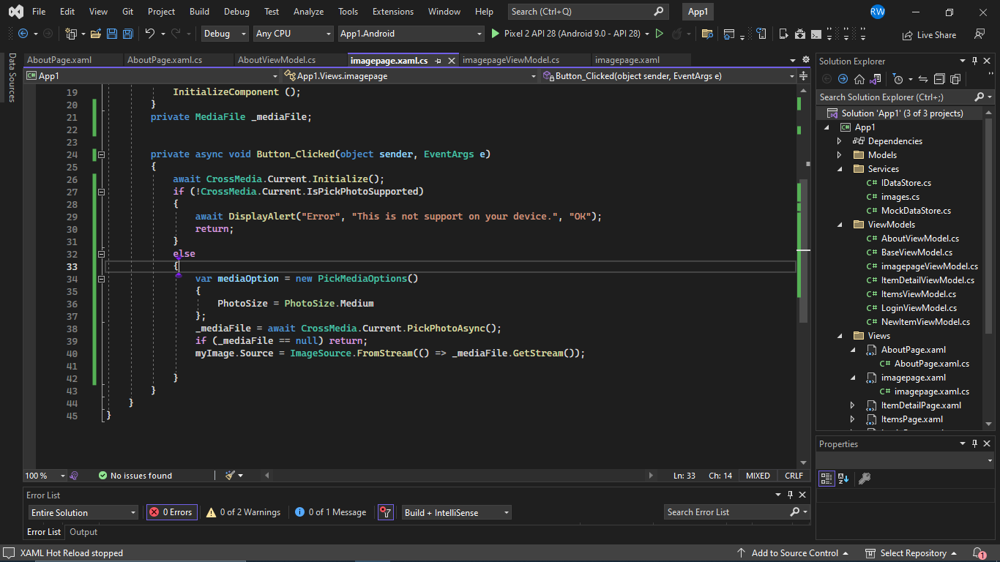 File Edit View Git Project Build Debug Test Analyze Tools Extensions Window Help Search (Ctrl+Q) App1 RW
Debug Any CPU App1.Android Pixel 2 API 28 (Android 9.0 - API 28) Live Share
Data Sources
AboutPage.xaml AboutPage.xaml.cs AboutViewModel.cs imagepage.xaml.cs imagepageViewModel.cs imagepage.xaml
C# App1 App1.Views.imagepage Button_Clicked(object sender, EventArgs e)
19 InitializeComponent ();
20 }
21 private MediaFile _mediaFile;
22
23
24 private async void Button_Clicked(object sender, EventArgs e)
25 {
26 await CrossMedia.Current.Initialize();
27 if (!CrossMedia.Current.IsPickPhotoSupported)
28 {
29 await DisplayAlert("Error", "This is not support on your device.", "OK");
30 return;
31 }
32 else
33 {
34 var mediaOption = new PickMediaOptions()
35 {
36 PhotoSize = PhotoSize.Medium
37 };
38 _mediaFile = await CrossMedia.Current.PickPhotoAsync();
39 if (_mediaFile == null) return;
40 myImage.Source = ImageSource.FromStream(() => _mediaFile.GetStream());
41
42 }
43 }
44 }
45 }
100 % No issues found Ln: 33 Ch: 14 MIXED CRLF
Error List
Entire Solution 0 Errors 0 of 2 Warnings 0 of 1 Message Build + IntelliSense Search Error List
Error List Output
Solution Explorer
Search Solution Explorer (Ctrl+;)
Solution 'App1' (3 of 3 projects)
C# App1
Dependencies
Models
Services
C# IDataStore.cs
C# images.cs
C# MockDataStore.cs
ViewModels
C# AboutViewModel.cs
C# BaseViewModel.cs
C# imagepageViewModel.cs
C# ItemDetailViewModel.cs
C# ItemsViewModel.cs
C# LoginViewModel.cs
C# NewItemViewModel.cs
Views
AboutPage.xaml
C# AboutPage.xaml.cs
imagepage.xaml
C# imagepage.xaml.cs
ItemDetailPage.xaml
ItemsPage.xaml
Properties
XAML Hot Reload stopped Add to Source Control Select Repository 1